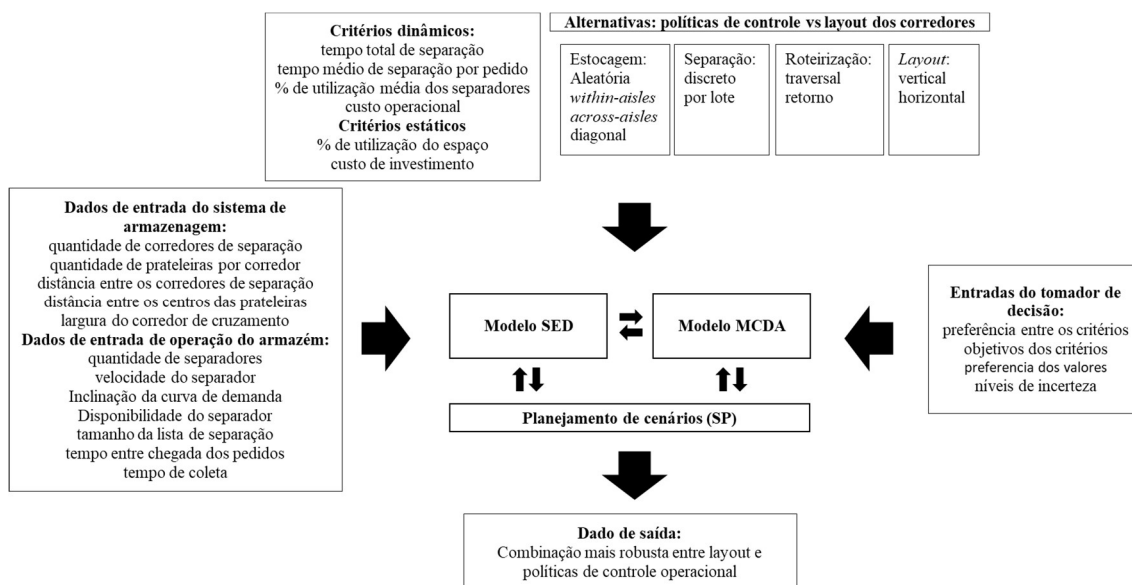 Critérios dinâmicos:
tempo total de separação
tempo médio de separação por pedido
% de utilização média dos separadores
custo operacional
Critérios estáticos
% de utilização do espaço
custo de investimento
Alternativas: políticas de controle vs layout dos corredores
Estocagem:
Aleatória
within-aisles
across-aisles
diagonal
Separação:
discreto
por lote
Roteirização:
traversal
retorno
Layout:
vertical
horizontal
Dados de entrada do sistema de
armazenagem:
quantidade de corredores de separação
quantidade de prateleiras por corredor
distância entre os corredores de separação
distância entre os centros das prateleiras
largura do corredor de cruzamento
Dados de entrada de operação do armazém:
quantidade de separadores
velocidade do separador
Inclinação da curva de demanda
Disponibilidade do separador
tamanho da lista de separação
tempo entre chegada dos pedidos
tempo de coleta
Modelo SED
Modelo MCDA
Planejamento de cenários (SP)
Entradas do tomador de
decisão:
preferência entre os critérios
objetivos dos critérios
preferencia dos valores
níveis de incerteza
Dado de saída:
Combinação mais robusta entre layout e
políticas de controle operacional